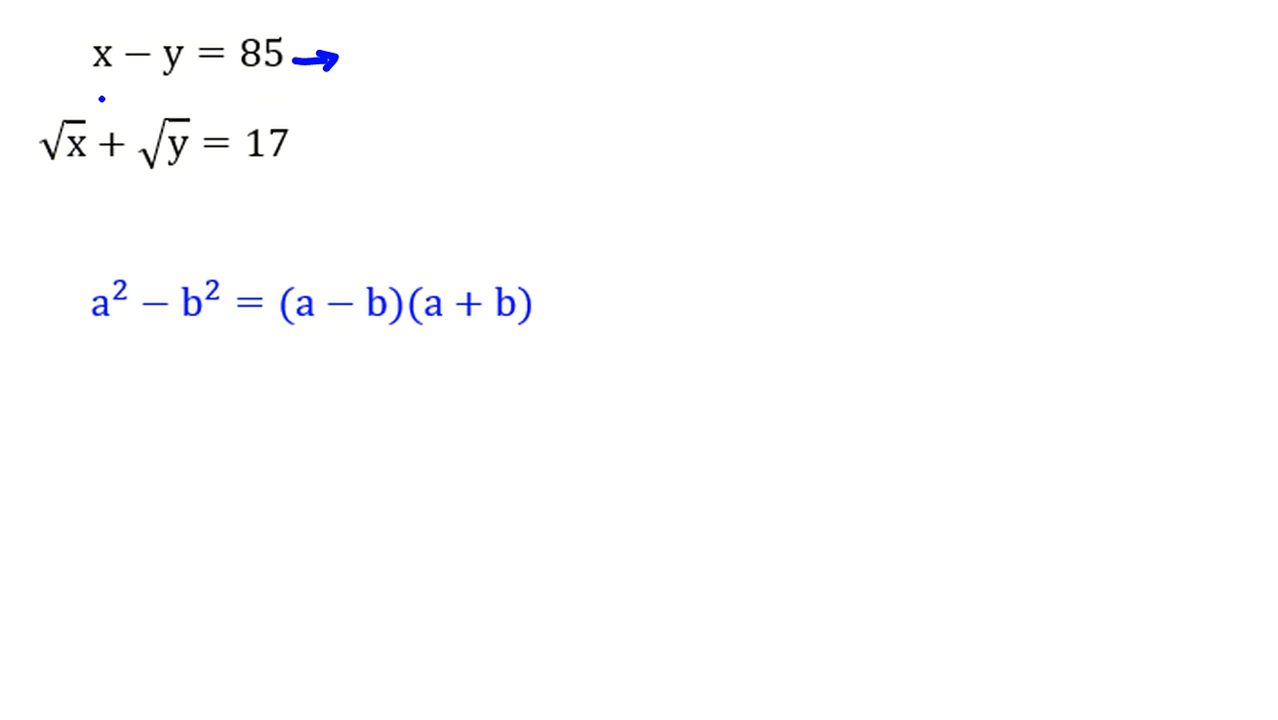 x − y = 85 →
√x + √y = 17
a² − b² = (a − b)(a + b)